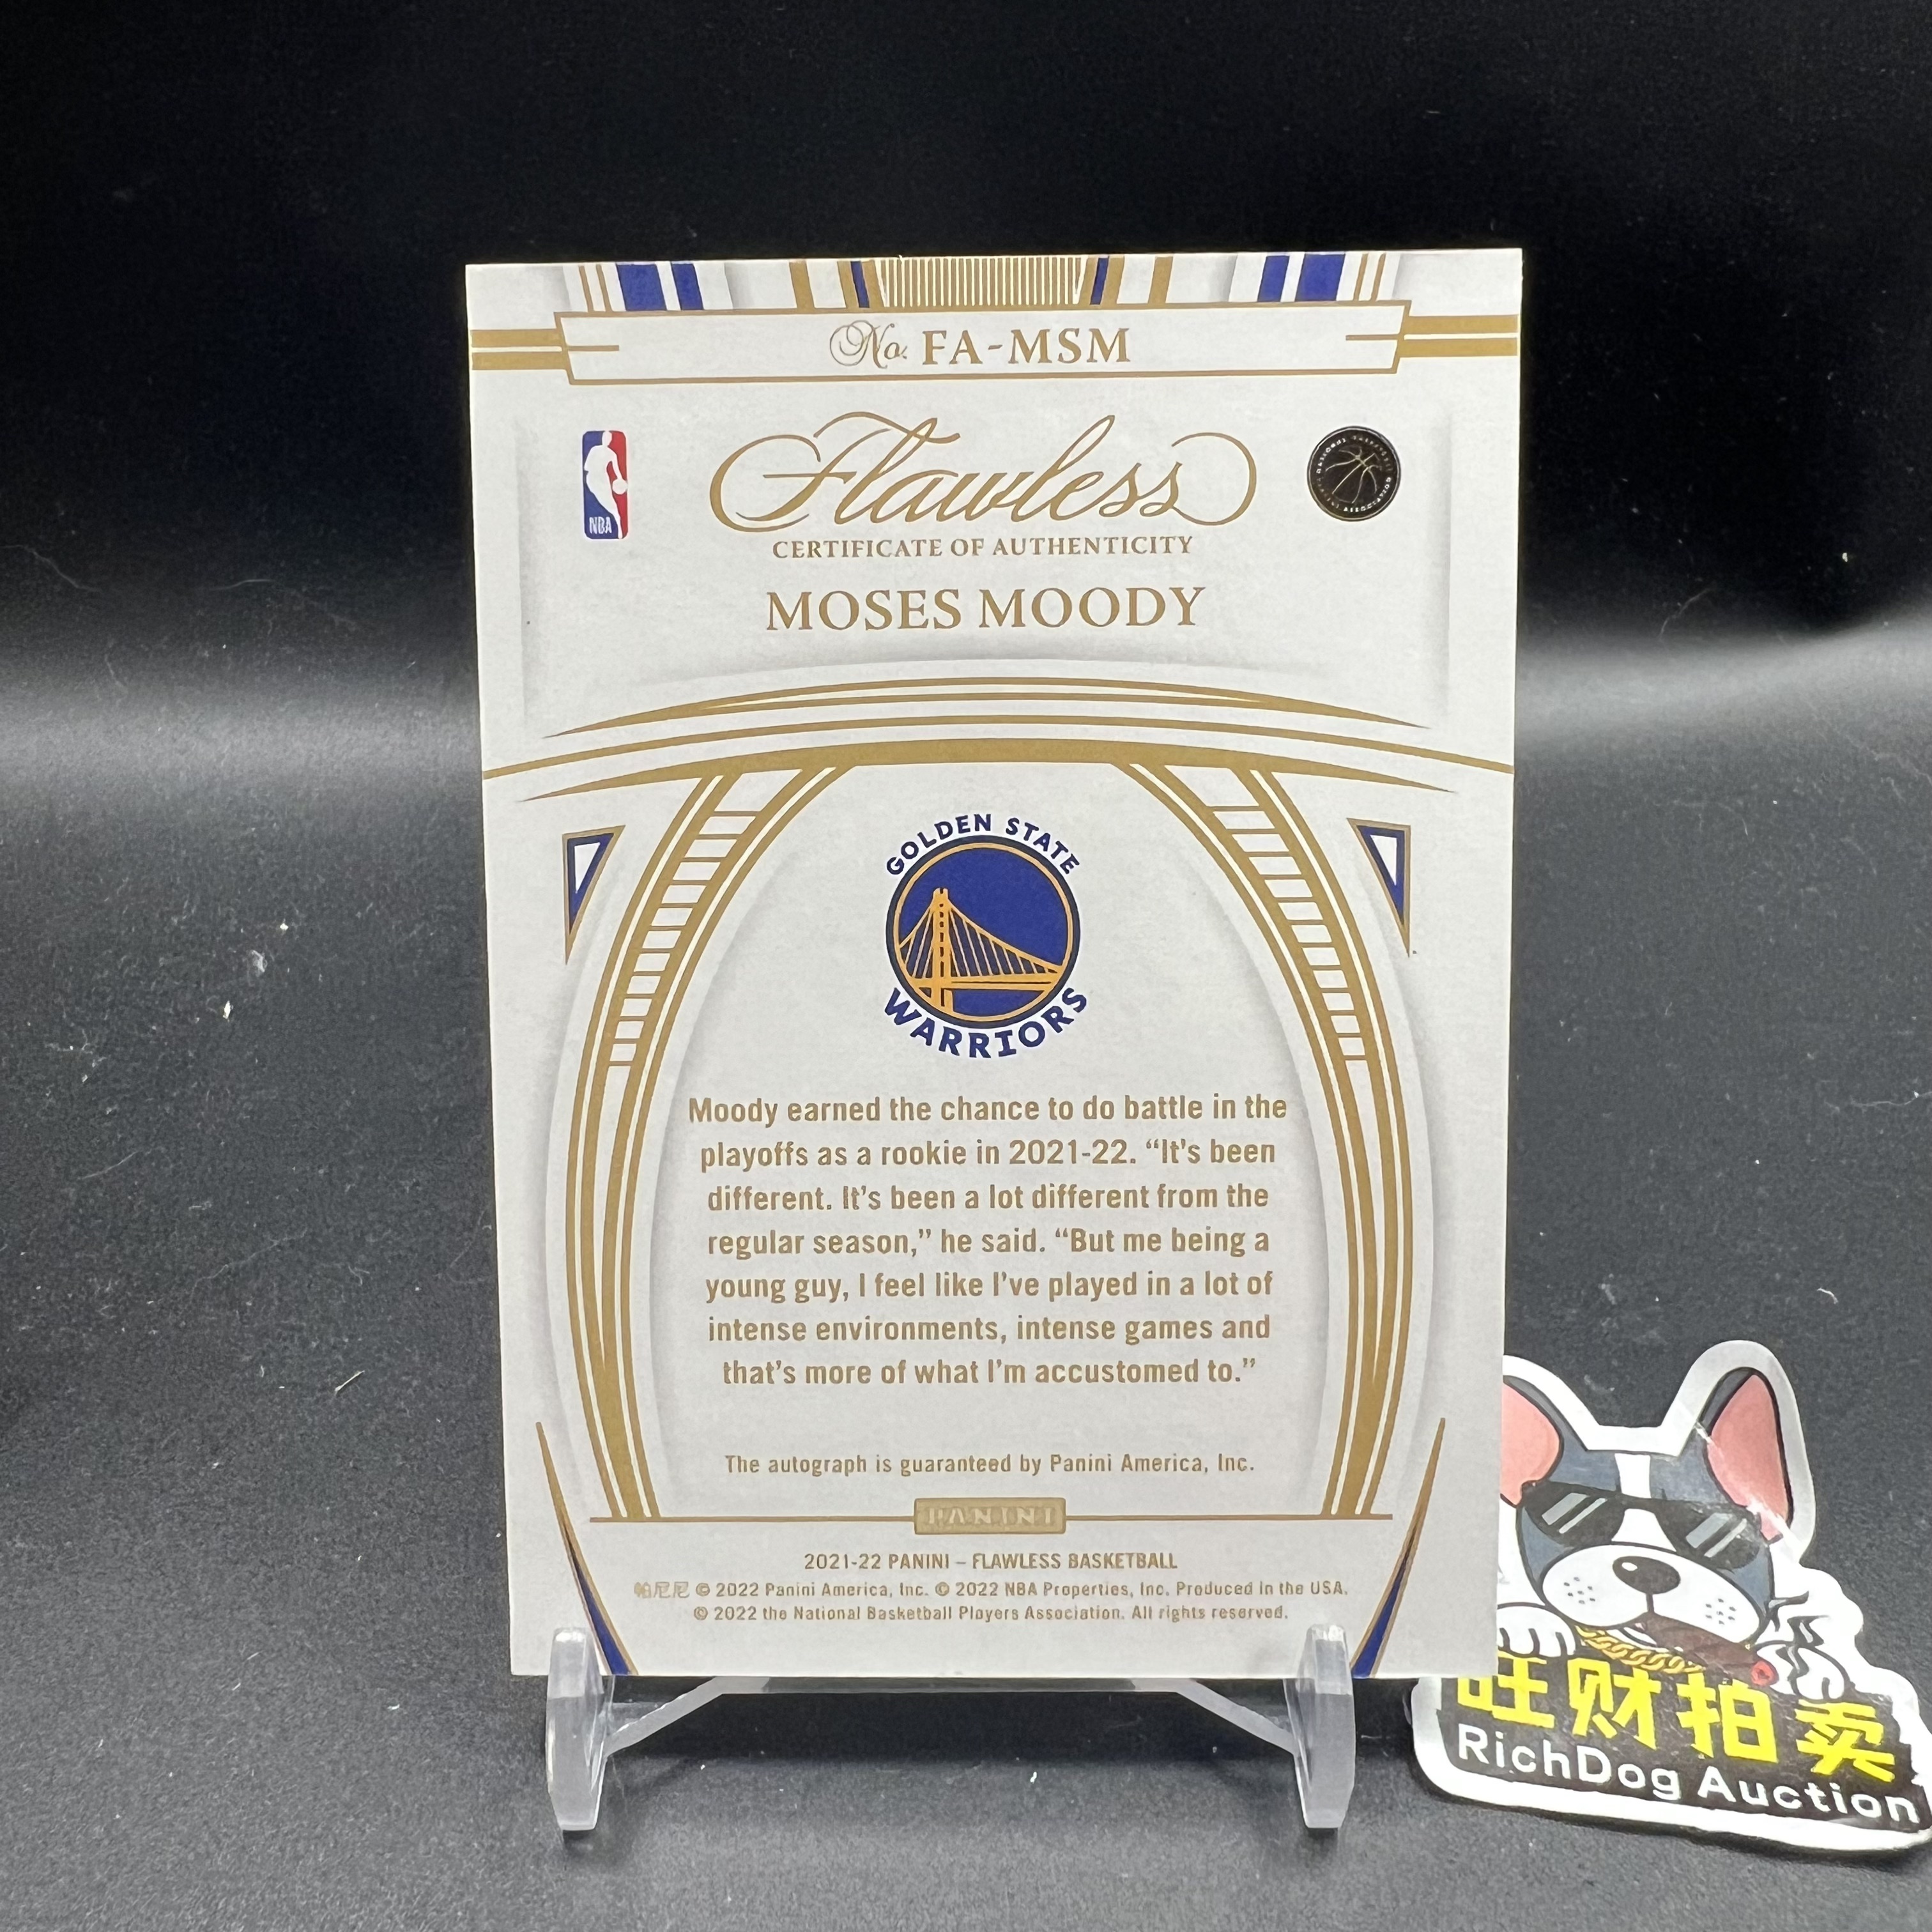 No. FA-MSM
NBA
Flawless
CERTIFICATE OF AUTHENTICITY
MOSES MOODY
GOLDEN STATE
WARRIORS
Moody earned the chance to do battle in the
playoffs as a rookie in 2021-22. “It's been
different. It’s been a lot different from the
regular season,” he said. “But me being a
young guy, I feel like I’ve played in a lot of
intense environments, intense games and
that’s more of what I’m accustomed to.”
The autograph is guaranteed by Panini America, Inc.
PANINI
2021-22 PANINI – FLAWLESS BASKETBALL
帕尼尼 © 2022 Panini America, Inc. © 2022 NBA Properties, Inc. Produced in the USA.
© 2022 the National Basketball Players Association. All rights reserved.
旺财拍卖
RichDog Auction